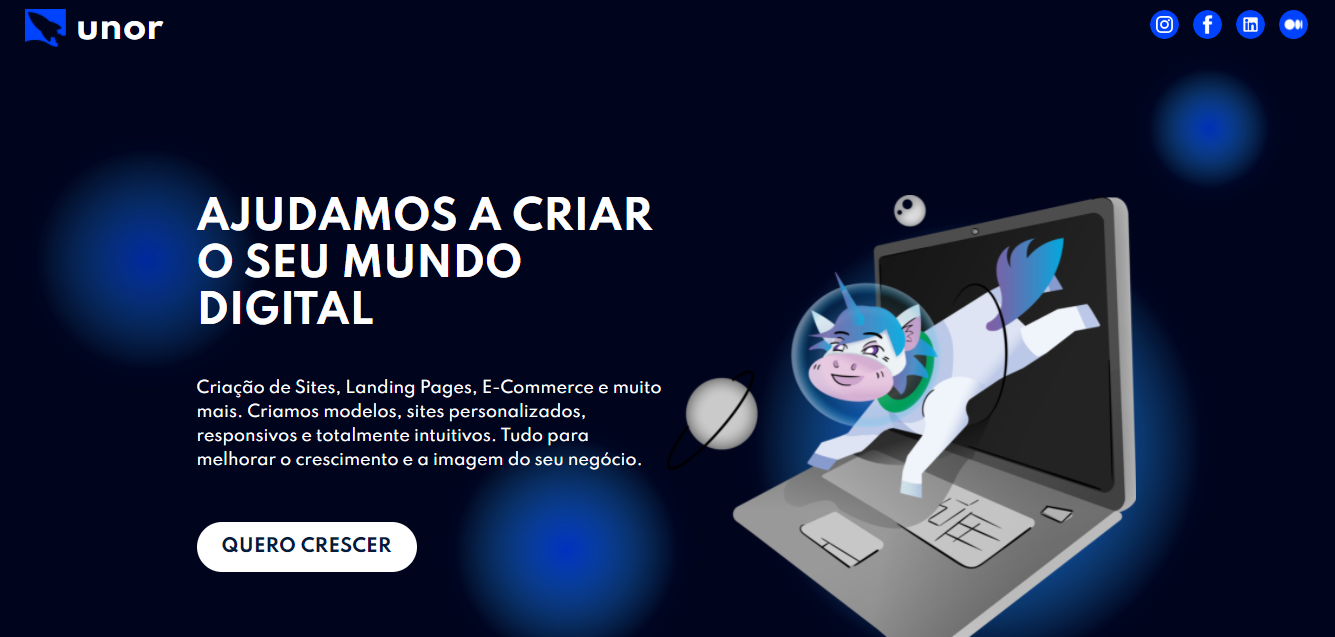 unor
AJUDAMOS A CRIAR
O SEU MUNDO
DIGITAL
Criação de Sites, Landing Pages, E-Commerce e muito
mais. Criamos modelos, sites personalizados,
responsivos e totalmente intuitivos. Tudo para
melhorar o crescimento e a imagem do seu negócio.
QUERO CRESCER